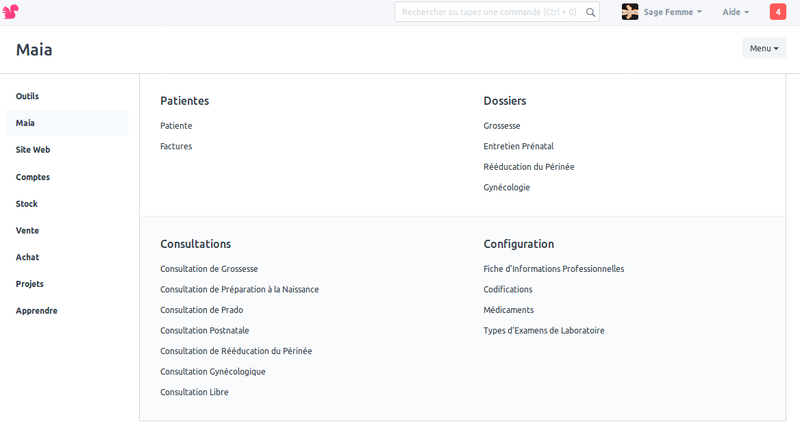 Rechercher ou tapez une commande (Ctrl + G)
Sage Femme
Aide
4
Maia
Menu
Outils
Maia
Site Web
Comptes
Stock
Vente
Achat
Projets
Apprendre
Patientes
Patiente
Factures
Dossiers
Grossesse
Entretien Prénatal
Rééducation du Périnée
Gynécologie
Consultations
Consultation de Grossesse
Consultation de Préparation à la Naissance
Consultation de Prado
Consultation Postnatale
Consultation de Rééducation du Périnée
Consultation Gynécologique
Consultation Libre
Configuration
Fiche d'Informations Professionnelles
Codifications
Médicaments
Types d'Examens de Laboratoire